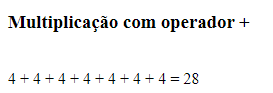 Multiplicação com operador +
4 + 4 + 4 + 4 + 4 + 4 + 4 = 28